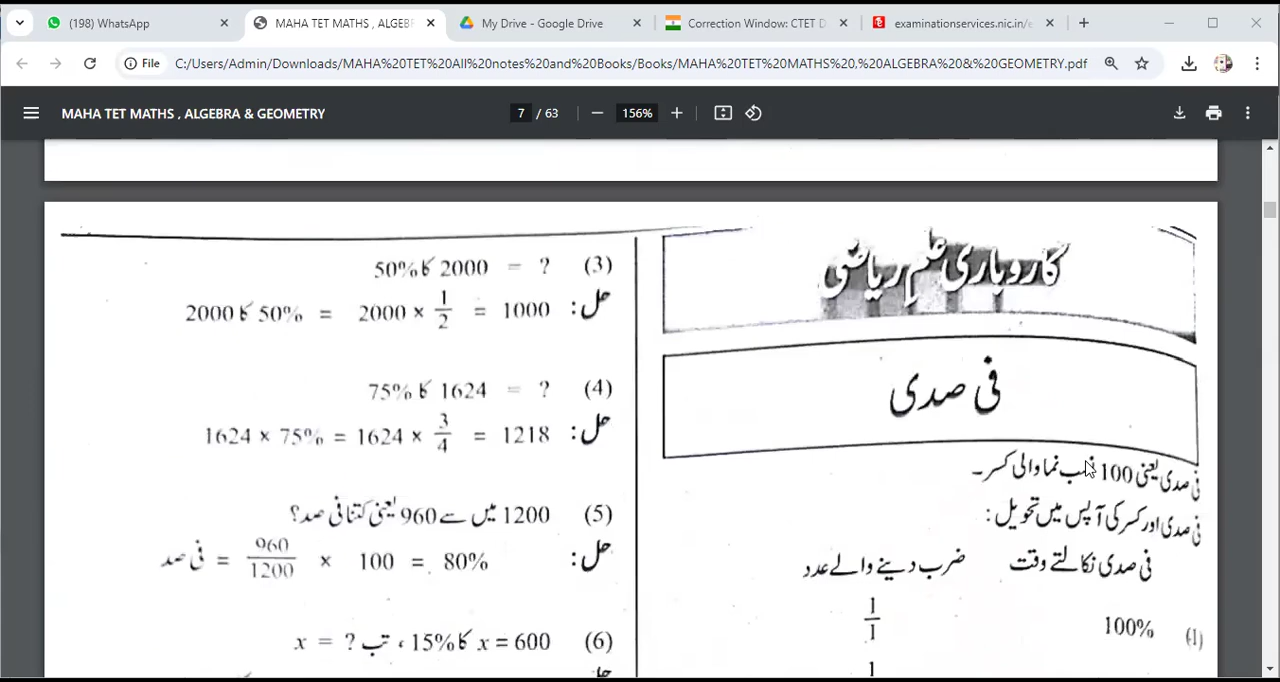 (198) WhatsApp
MAHA TET MATHS , ALGEBR
My Drive - Google Drive
Correction Window: CTET D
examinationservices.nic.in/e
File
C:/Users/Admin/Downloads/MAHA%20TET%20All%20notes%20and%20Books/Books/MAHA%20TET%20MATHS%20,%20ALGEBRA%20&%20GEOMETRY.pdf
MAHA TET MATHS , ALGEBRA & GEOMETRY
7 / 63
156%
کاروباری علمِ ریاضی
فی صدی
فی صدی یعنی 100 نسب نما والی کسر۔
فی صدی اور کسر کی آپس میں تحویل :
فی صدی نکالتے وقت ضرب دینے والے عدد
(1) 100% 1/1
1
(3) 50% کا 2000 = ?
حل : 2000 کا 50% = 2000 × 1/2 = 1000
(4) 75% کا 1624 = ?
حل : 1624 × 75% = 1624 × 3/4 = 1218
(5) 1200 میں سے 960 یعنی کتنا فی صد؟
حل : فی صد = 960/1200 × 100 = 80%
(6) x = 600 کا 15% ، تب x = ?
حل